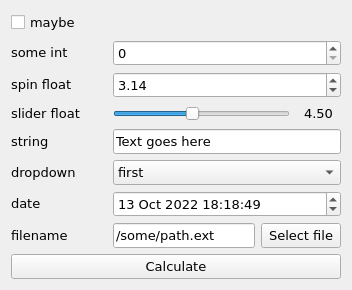 maybe
some int 0
spin float 3.14
slider float 4.50
string Text goes here
dropdown first
date 13 Oct 2022 18:18:49
filename /some/path.ext Select file
Calculate